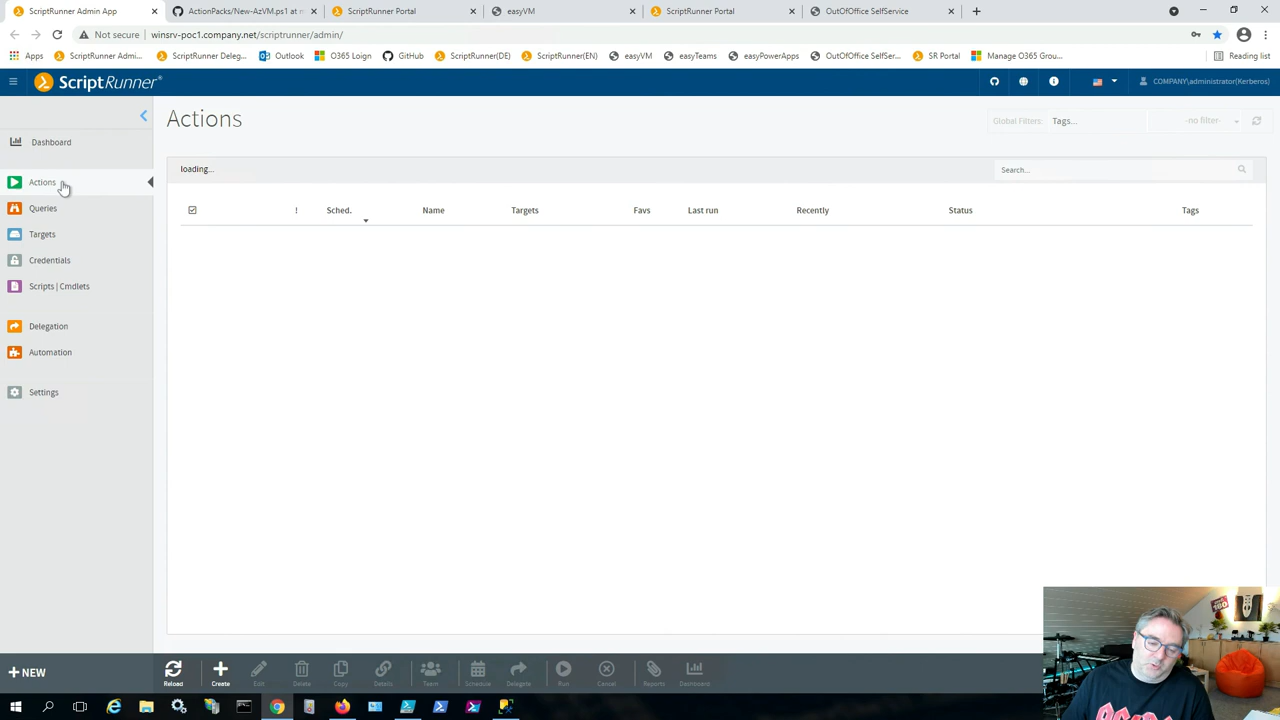 ScriptRunner Admin App
ActionPacks/New-AzVM.ps1 at m
ScriptRunner Portal
easyVM
ScriptRunner Portal
OutOfOffice SelfService
Not secure
winsrv-poc1.company.net/scriptrunner/admin/
Apps
ScriptRunner Admi...
ScriptRunner Deleg...
Outlook
O365 Loign
GitHub
ScriptRunner(DE)
ScriptRunner(EN)
easyVM
easyTeams
easyPowerApps
OutOfOffice SelfSer...
SR Portal
Manage O365 Grou...
Reading list
ScriptRunner®
COMPANY\administrator(Kerberos)
Dashboard
Actions
Queries
Targets
Credentials
Scripts | Cmdlets
Delegation
Automation
Settings
Actions
Global Filters:
Tags...
-no filter-
loading...
Search...
!
Sched.
Name
Targets
Favs
Last run
Recently
Status
Tags
+NEW
Reload
Create
Edit
Delete
Copy
Details
Team
Schedule
Delegate
Run
Cancel
Reports
Dashboard